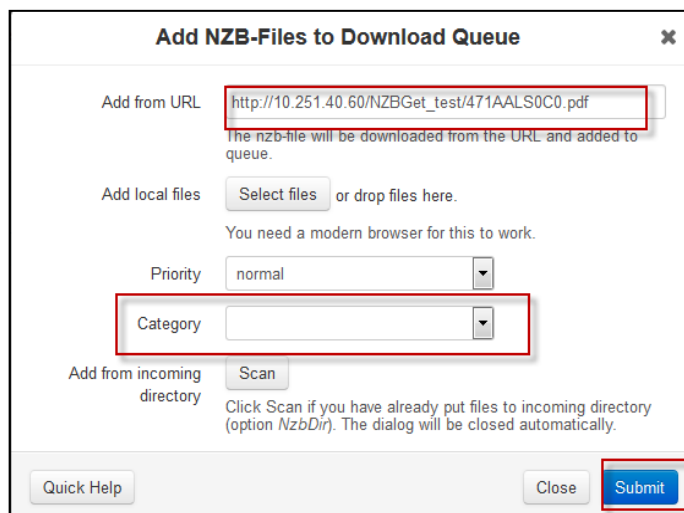 Add NZB-Files to Download Queue
Add from URL http://10.251.40.60/NZBGet_test/471AALS0C0.pdf
The nzb-file will be downloaded from the URL and added to
queue.
Add local files Select files or drop files here.
You need a modern browser for this to work.
Priority normal
Category
Add from incoming
directory
Scan
Click Scan if you have already put files to incoming directory
(option NzbDir). The dialog will be closed automatically.
Quick Help Close Submit